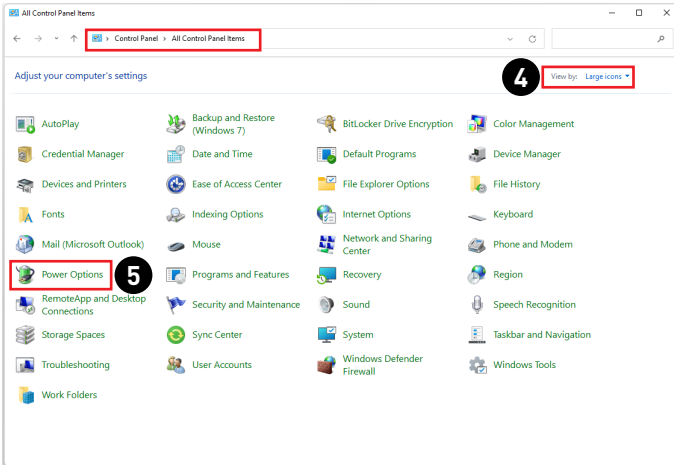 All Control Panel Items
Control Panel > All Control Panel Items
Adjust your computer's settings
4
View by: Large icons
AutoPlay
Backup and Restore
(Windows 7)
BitLocker Drive Encryption
Color Management
Credential Manager
Date and Time
Default Programs
Device Manager
Devices and Printers
Ease of Access Center
File Explorer Options
File History
Fonts
Indexing Options
Internet Options
Keyboard
Mail (Microsoft Outlook)
Mouse
Network and Sharing
Center
Phone and Modem
Power Options
5
Programs and Features
Recovery
Region
RemoteApp and Desktop
Connections
Security and Maintenance
Sound
Speech Recognition
Storage Spaces
Sync Center
System
Taskbar and Navigation
Troubleshooting
User Accounts
Windows Defender
Firewall
Windows Tools
Work Folders